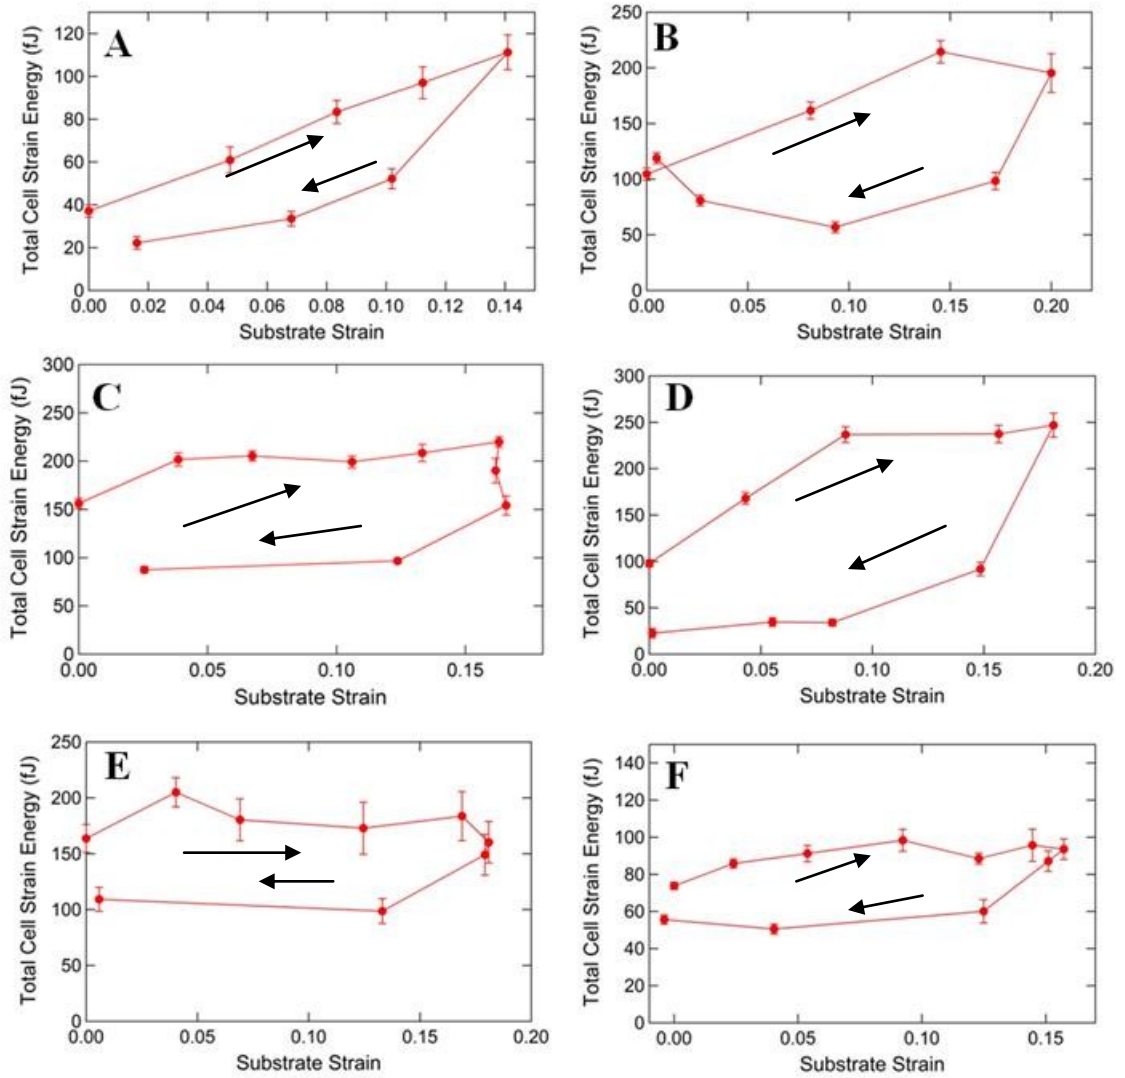 A
Total Cell Strain Energy (fJ)
120
100
80
60
40
20
0
0.00 0.02 0.04 0.06 0.08 0.10 0.12 0.14
Substrate Strain
B
Total Cell Strain Energy (fJ)
250
200
150
100
50
0
0.00 0.05 0.10 0.15 0.20
Substrate Strain
C
Total Cell Strain Energy (fJ)
300
250
200
150
100
50
0
0.00 0.05 0.10 0.15
Substrate Strain
D
Total Cell Strain Energy (fJ)
300
250
200
150
100
50
0
0.00 0.05 0.10 0.15 0.20
Substrate Strain
E
Total Cell Strain Energy (fJ)
250
200
150
100
50
0
0.00 0.05 0.10 0.15 0.20
Substrate Strain
F
Total Cell Strain Energy (fJ)
140
120
100
80
60
40
20
0
0.00 0.05 0.10 0.15
Substrate Strain